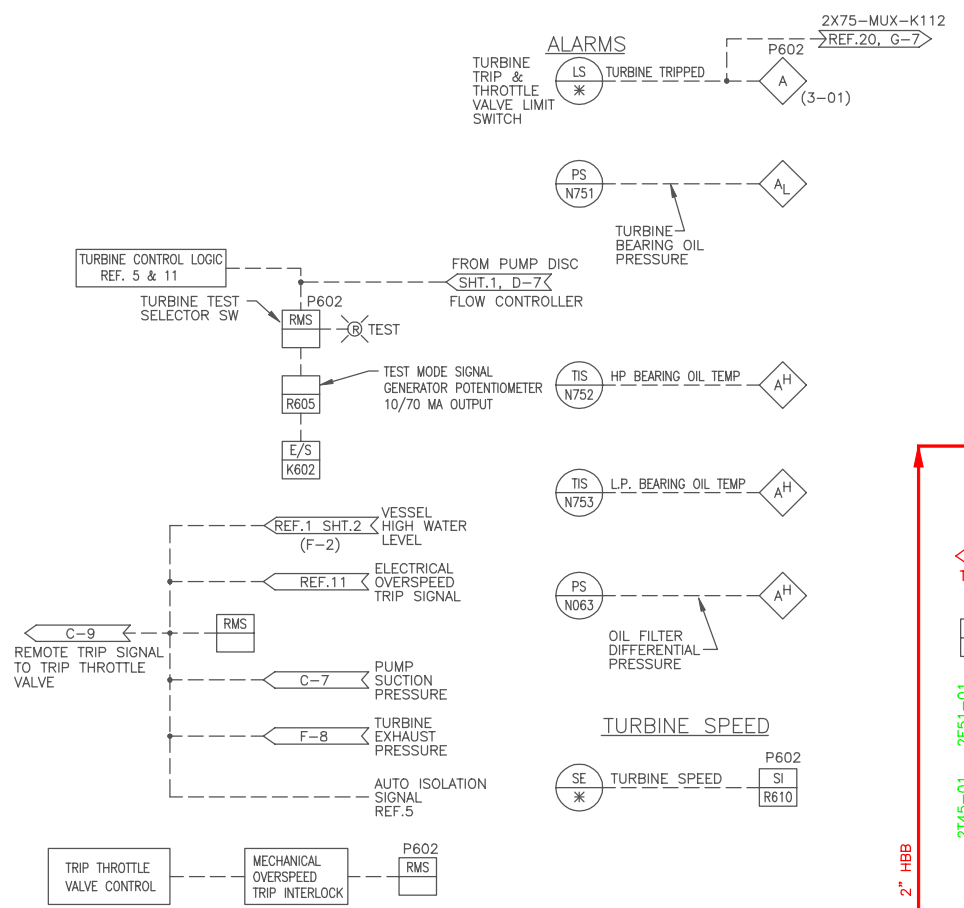 2X75-MUX-K112
REF.20, G-7
ALARMS
P602
TURBINE
TRIP &
THROTTLE
VALVE LIMIT
SWITCH
LS
TURBINE TRIPPED
A
(3-01)
PS
N751
AL
TURBINE
BEARING OIL
PRESSURE
TURBINE CONTROL LOGIC
REF. 5 & 11
FROM PUMP DISC
SHT.1, D-7
FLOW CONTROLLER
TURBINE TEST
SELECTOR SW
P602
RMS
R
TEST
TEST MODE SIGNAL
GENERATOR POTENTIOMETER
10/70 MA OUTPUT
R605
E/S
K602
TIS
N752
HP BEARING OIL TEMP
AH
TIS
N753
L.P. BEARING OIL TEMP
AH
REF.1 SHT.2
(F-2)
VESSEL
HIGH WATER
LEVEL
REF.11
ELECTRICAL
OVERSPEED
TRIP SIGNAL
PS
N063
AH
OIL FILTER
DIFFERENTIAL
PRESSURE
C-9
REMOTE TRIP SIGNAL
TO TRIP THROTTLE
VALVE
RMS
C-7
PUMP
SUCTION
PRESSURE
F-8
TURBINE
EXHAUST
PRESSURE
AUTO ISOLATION
SIGNAL
REF.5
TURBINE SPEED
P602
SE
TURBINE SPEED
SI
R610
TRIP THROTTLE
VALVE CONTROL
MECHANICAL
OVERSPEED
TRIP INTERLOCK
P602
RMS
2" HBB
2E51-01
2T45-01